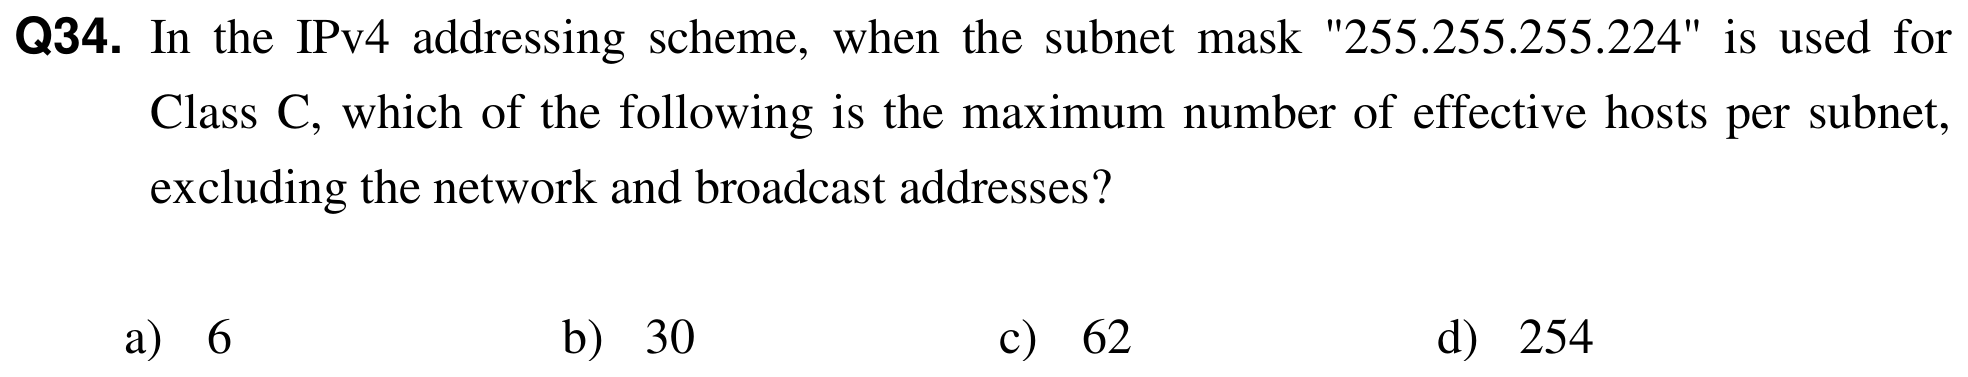 Q34. In the IPv4 addressing scheme, when the subnet mask "255.255.255.224" is used for
Class C, which of the following is the maximum number of effective hosts per subnet,
excluding the network and broadcast addresses?
a) 6 b) 30 c) 62 d) 254